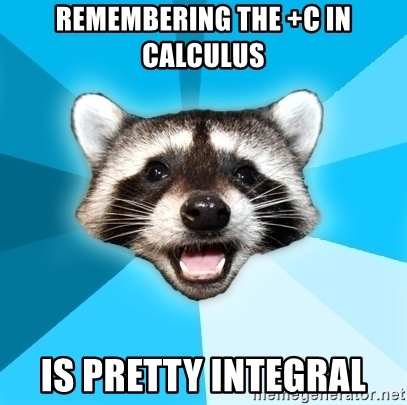 REMEMBERING THE +C IN
CALCULUS
IS PRETTY INTEGRAL
memegenerator.net